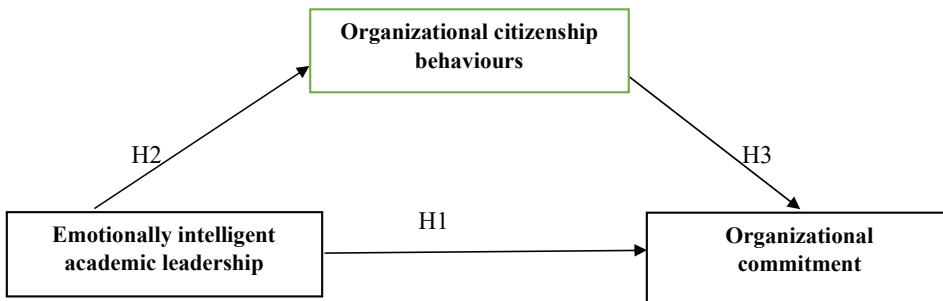 Organizational citizenship
behaviours
H2
H3
H1
Emotionally intelligent
academic leadership
Organizational
commitment